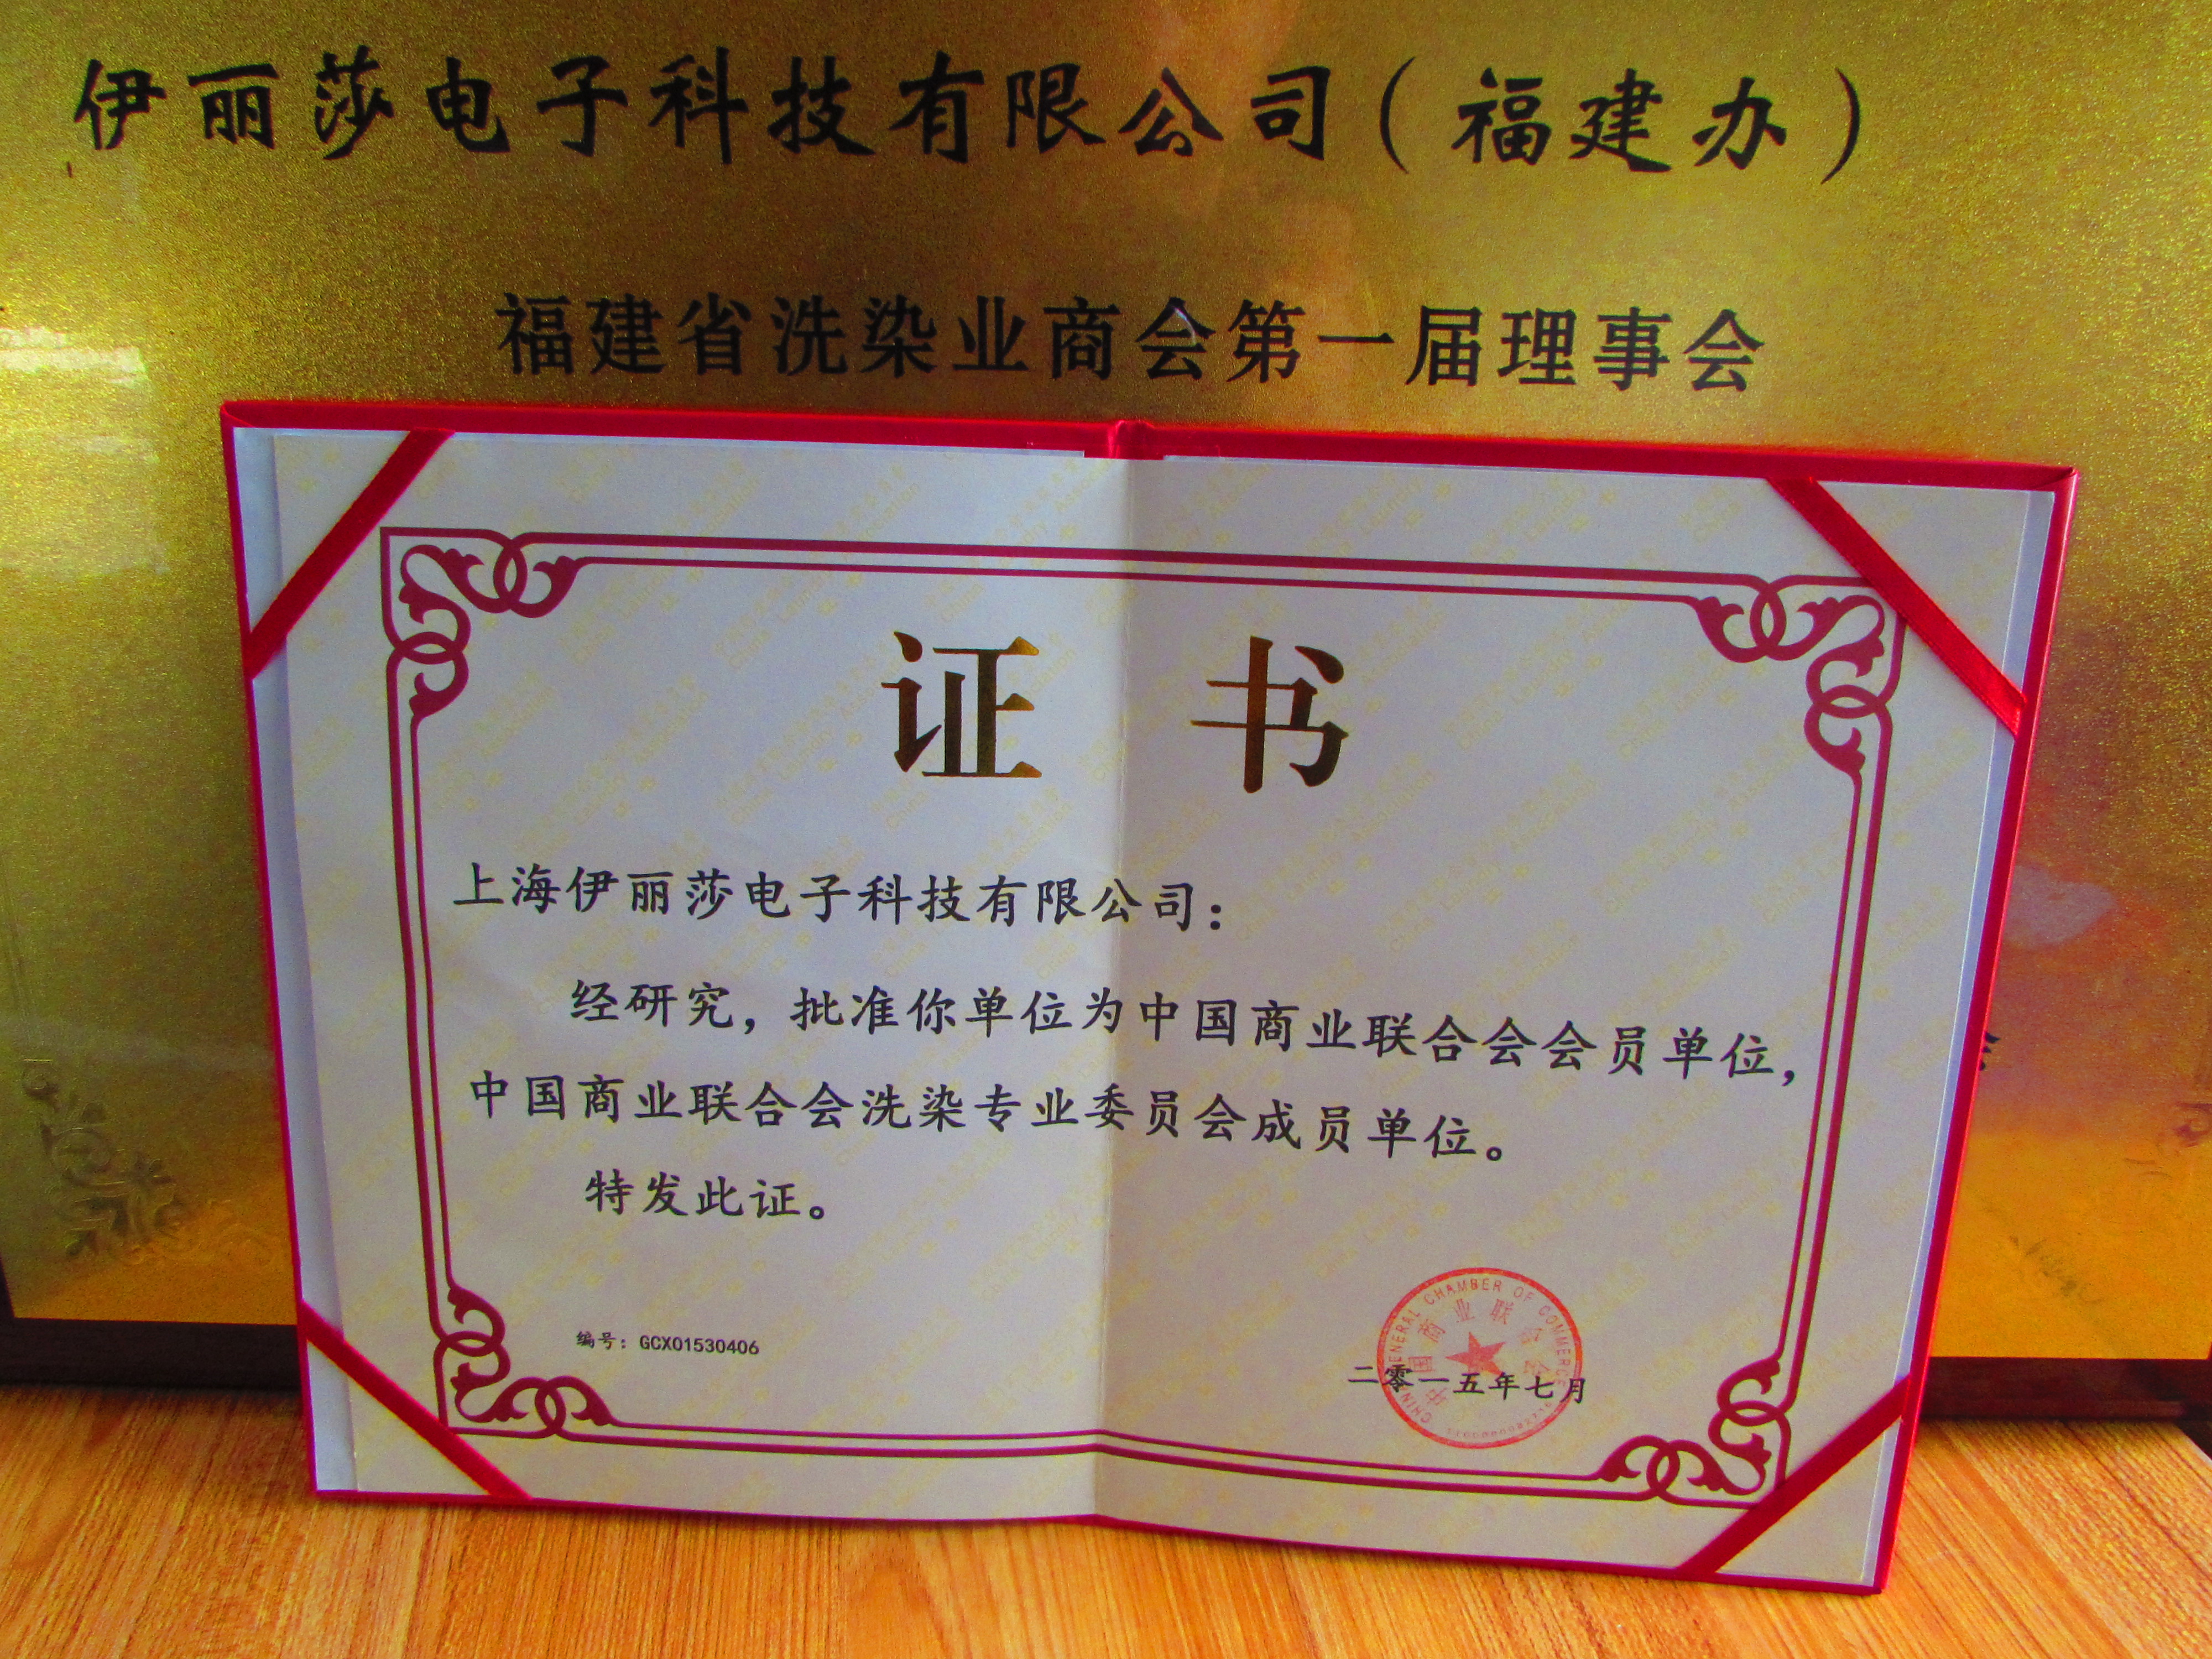 伊丽莎电子科技有限公司（福建办）
福建省洗染业商会第一届理事会
证 书
上海伊丽莎电子科技有限公司：
经研究，批准你单位为中国商业联合会会员单位，
中国商业联合会洗染专业委员会成员单位。
特发此证。
编号：GCX01530406
CHINA GENERAL CHAMBER OF COMMERCE
中国商业联合会
二零一五年七月